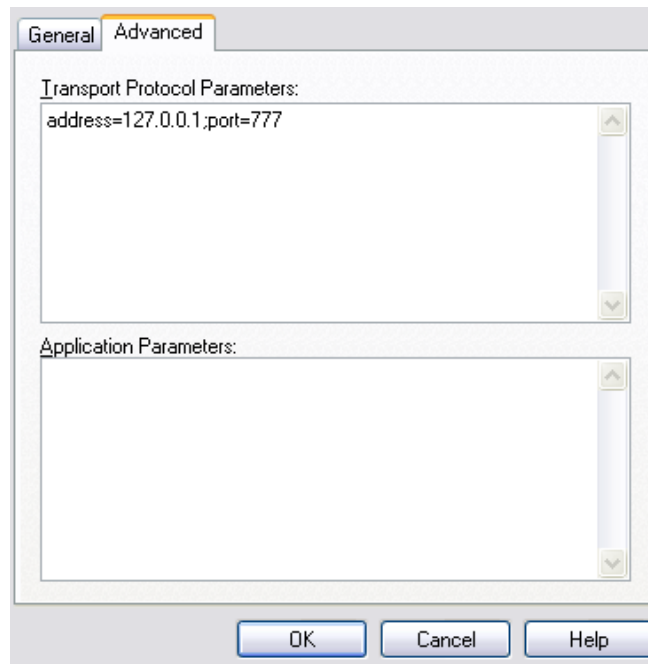 General
Advanced
Transport Protocol Parameters:
address=127.0.0.1;port=777
Application Parameters:
OK
Cancel
Help